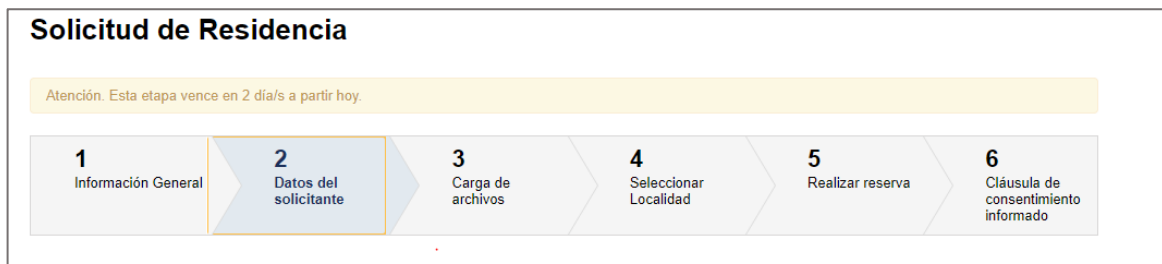 Solicitud de Residencia
Atención. Esta etapa vence en 2 día/s a partir hoy.
1
Información General
2
Datos del
solicitante
3
Carga de
archivos
4
Seleccionar
Localidad
5
Realizar reserva
6
Cláusula de
consentimiento
informado